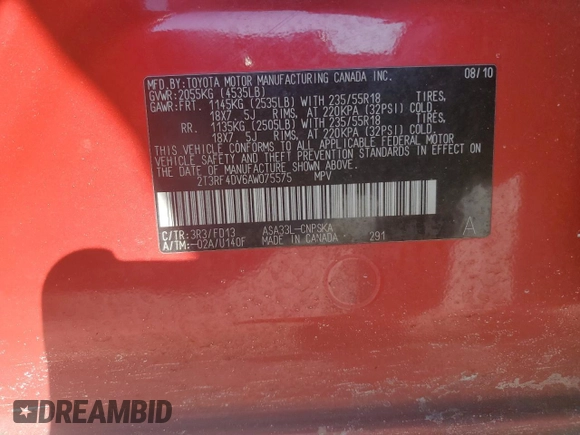 MFD. BY: TOYOTA MOTOR MANUFACTURING CANADA INC. 08/10
GVWR: 2055KG (4535LB)
GAWR: FRT. 1145KG (2535LB) WITH 235/55R18 TIRES,
18X7. 5J RIMS, AT 220KPA (32PSI) COLD.
RR. 1135KG (2505LB) WITH 235/55R18 TIRES,
18X7. 5J RIMS, AT 220KPA (32PSI) COLD.
THIS VEHICLE CONFORMS TO ALL APPLICABLE FEDERAL MOTOR
VEHICLE SAFETY AND THEFT PREVENTION STANDARDS IN EFFECT ON
THE DATE OF MANUFACTURE SHOWN ABOVE.
2T3RF4DV6AW075575 MPV
C/TR: 3R3/FD13 ASA33L-CNPSKA
A/TM: -02A/U140F MADE IN CANADA 291 A
DREAMBID